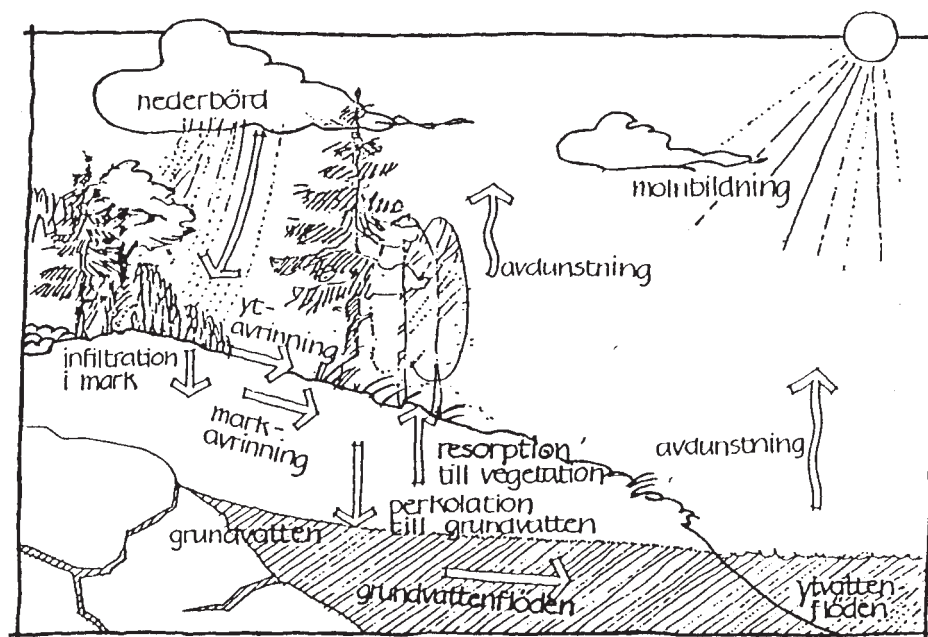 nederbörd
molnbildning
avdunstning
yt-
avrinning
infiltration
i mark
mark-
avrinning
resorption
till vegetation
avdunstning
perkolation
till grundvatten
grundvatten
grundvattenflöden
ytvatten
flöden